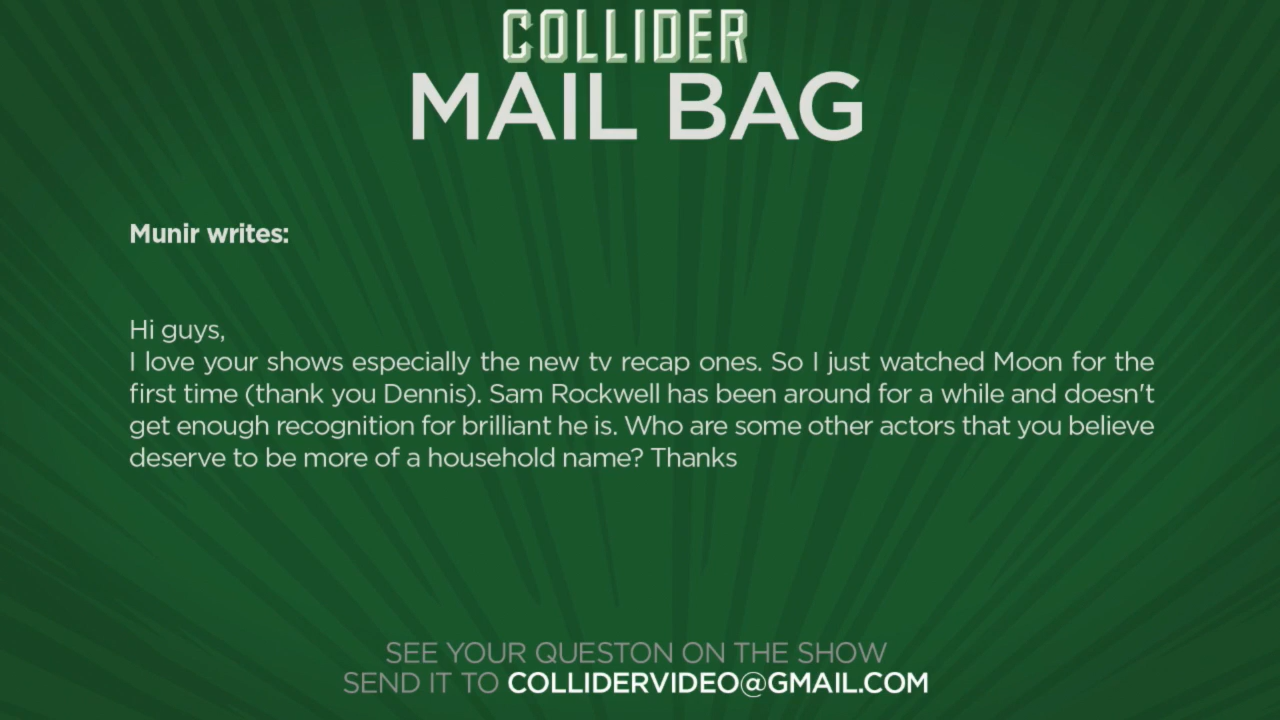 COLLIDER
MAIL BAG
Munir writes:
Hi guys,
I love your shows especially the new tv recap ones. So I just watched Moon for the
first time (thank you Dennis). Sam Rockwell has been around for a while and doesn't
get enough recognition for brilliant he is. Who are some other actors that you believe
deserve to be more of a household name? Thanks
SEE YOUR QUESTON ON THE SHOW
SEND IT TO COLLIDERVIDEO@GMAIL.COM